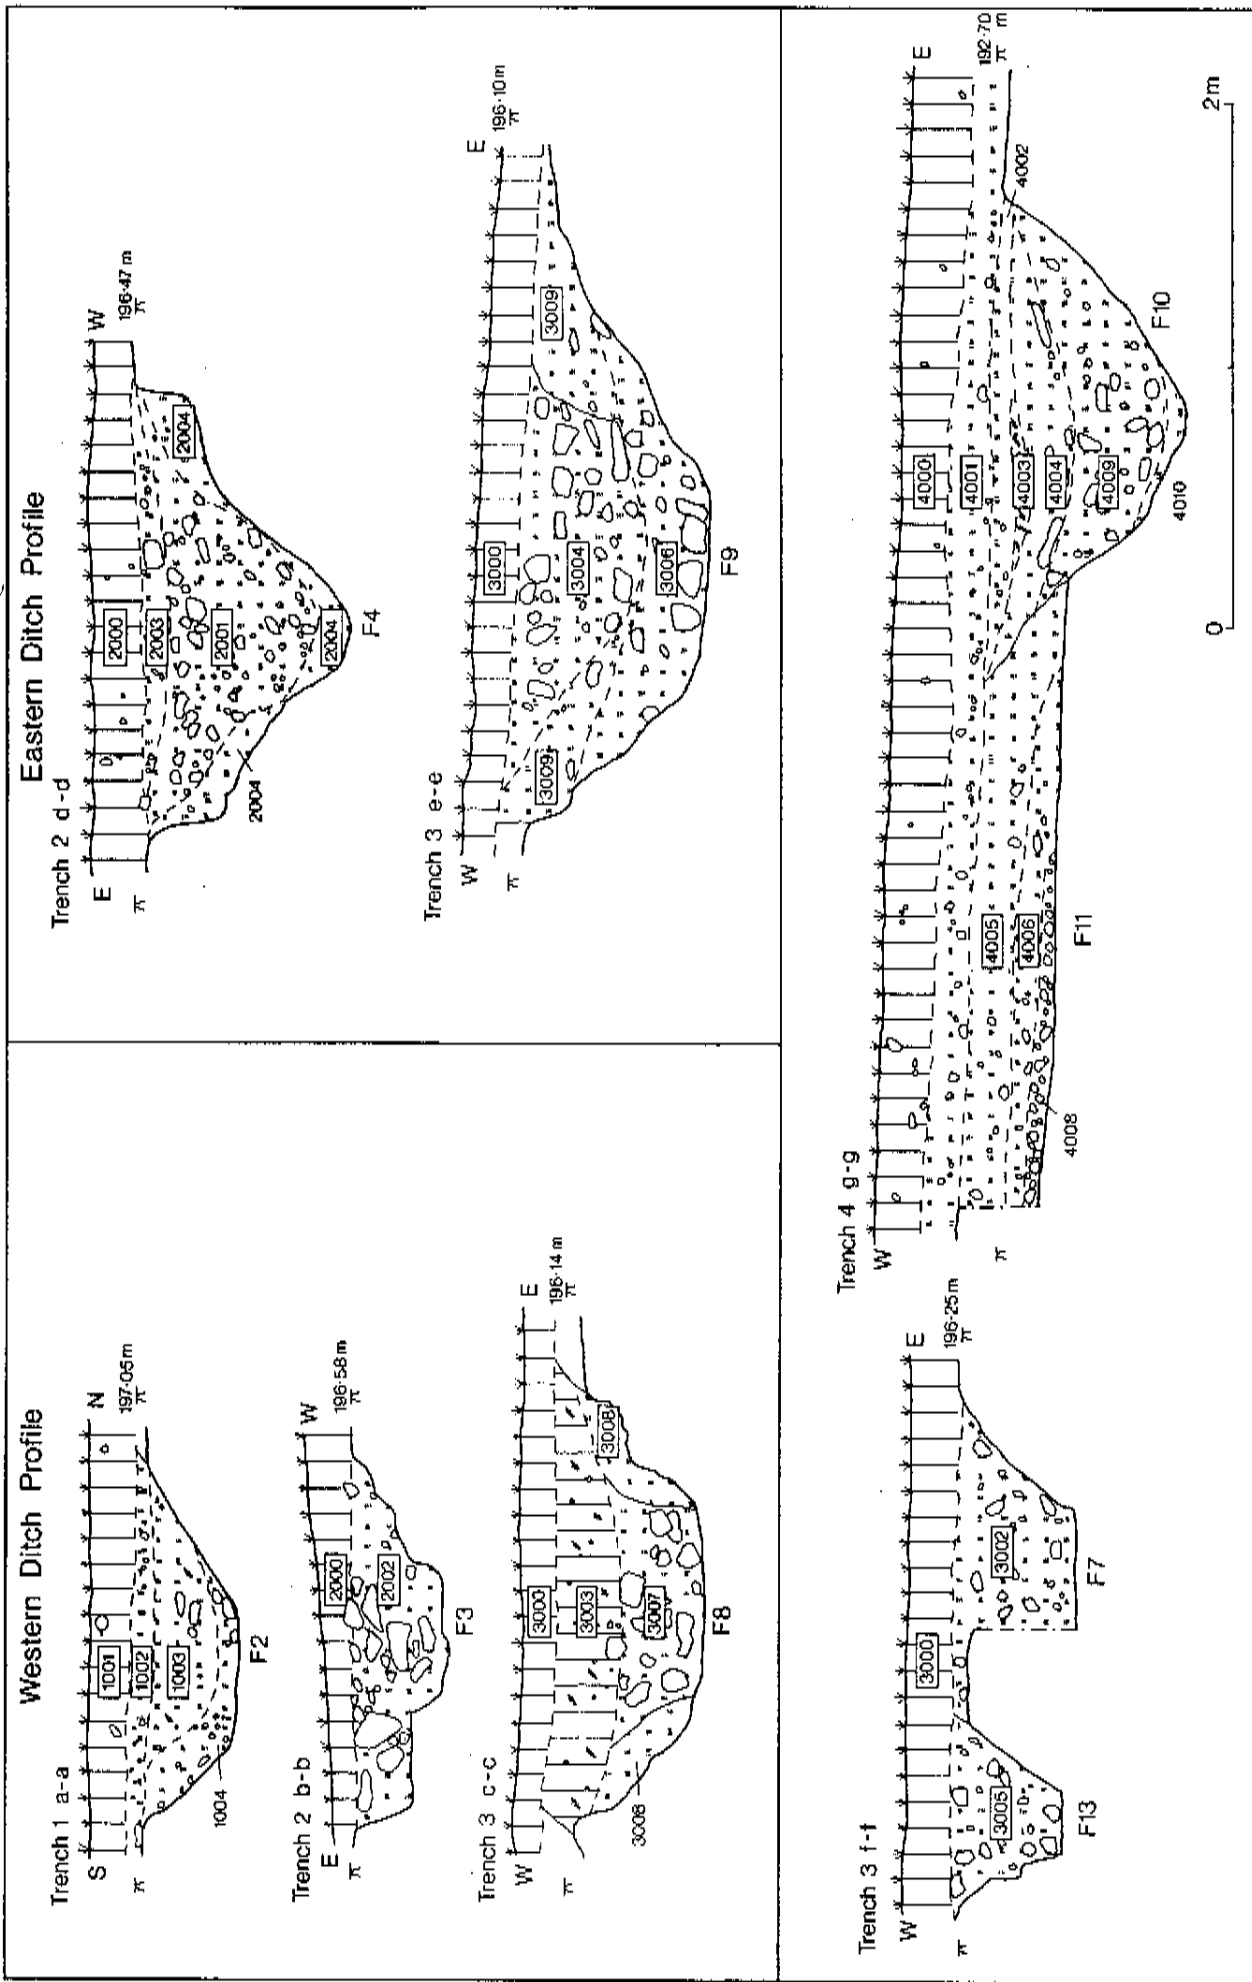 Western Ditch Profile
Trench 1 a-a
S
N
197·05m
1001
1002
1003
1004
F2
Trench 2 b-b
E
W
196·58m
2000
2002
F3
Trench 3 c-c
W
E
196·14m
3000
3003
3007
3008
3008
F8
Eastern Ditch Profile
Trench 2 d-d
E
W
196·47m
2000
2003
2001
2004
2004
2004
F4
Trench 3 e-e
W
E
196·10m
3000
3009
3009
3004
3006
F9
Trench 3 f-f
W
E
196·25m
3000
3005
3002
F13
F7
Trench 4 g-g
W
E
192·70 m
4000
4001
4002
4003
4004
4005
4006
4008
4009
4010
F11
F10
0
2m